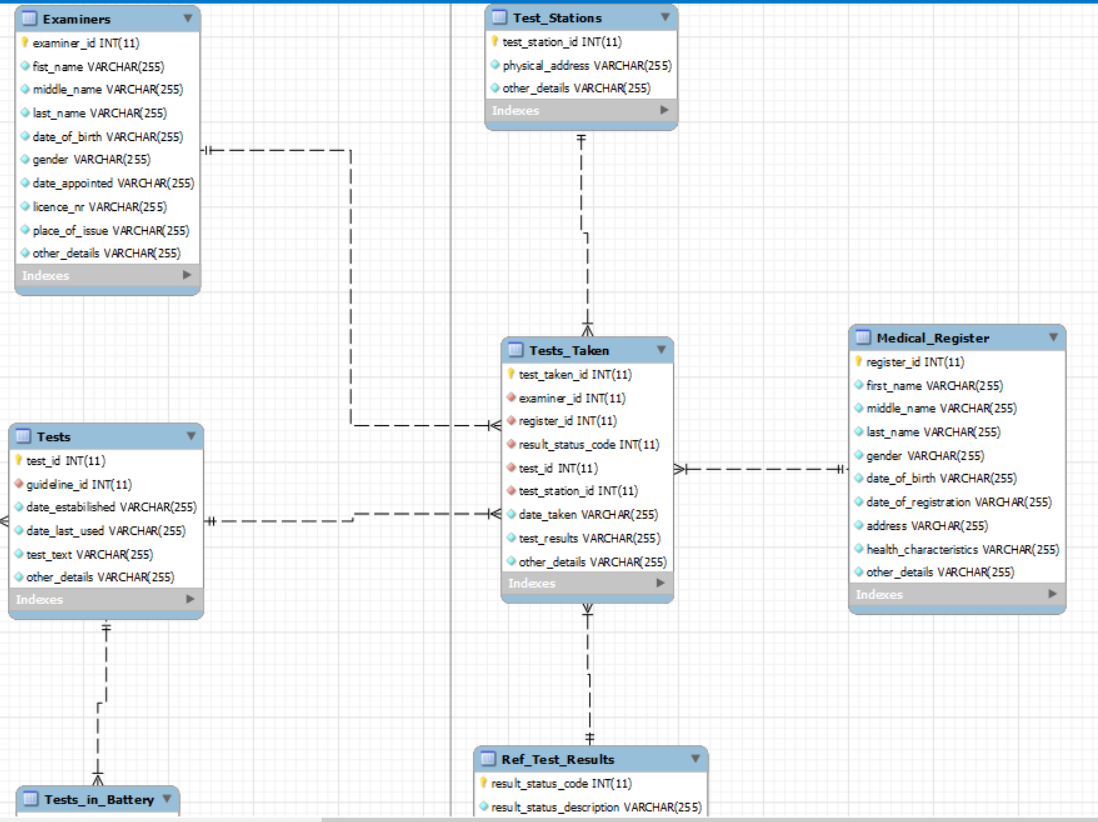 Examiners
examiner_id INT(11)
fist_name VARCHAR(255)
middle_name VARCHAR(255)
last_name VARCHAR(255)
date_of_birth VARCHAR(255)
gender VARCHAR(255)
date_appointed VARCHAR(255)
licence_nr VARCHAR(255)
place_of_issue VARCHAR(255)
other_details VARCHAR(255)
Indexes
Test_Stations
test_station_id INT(11)
physical_address VARCHAR(255)
other_details VARCHAR(255)
Indexes
Tests_Taken
test_taken_id INT(11)
examiner_id INT(11)
register_id INT(11)
result_status_code INT(11)
test_id INT(11)
test_station_id INT(11)
date_taken VARCHAR(255)
test_results VARCHAR(255)
other_details VARCHAR(255)
Indexes
Medical_Register
register_id INT(11)
first_name VARCHAR(255)
middle_name VARCHAR(255)
last_name VARCHAR(255)
gender VARCHAR(255)
date_of_birth VARCHAR(255)
date_of_registration VARCHAR(255)
address VARCHAR(255)
health_characteristics VARCHAR(255)
other_details VARCHAR(255)
Indexes
Tests
test_id INT(11)
guideline_id INT(11)
date_estabilished VARCHAR(255)
date_last_used VARCHAR(255)
test_text VARCHAR(255)
other_details VARCHAR(255)
Indexes
Tests_in_Battery
Ref_Test_Results
result_status_code INT(11)
result_status_description VARCHAR(255)